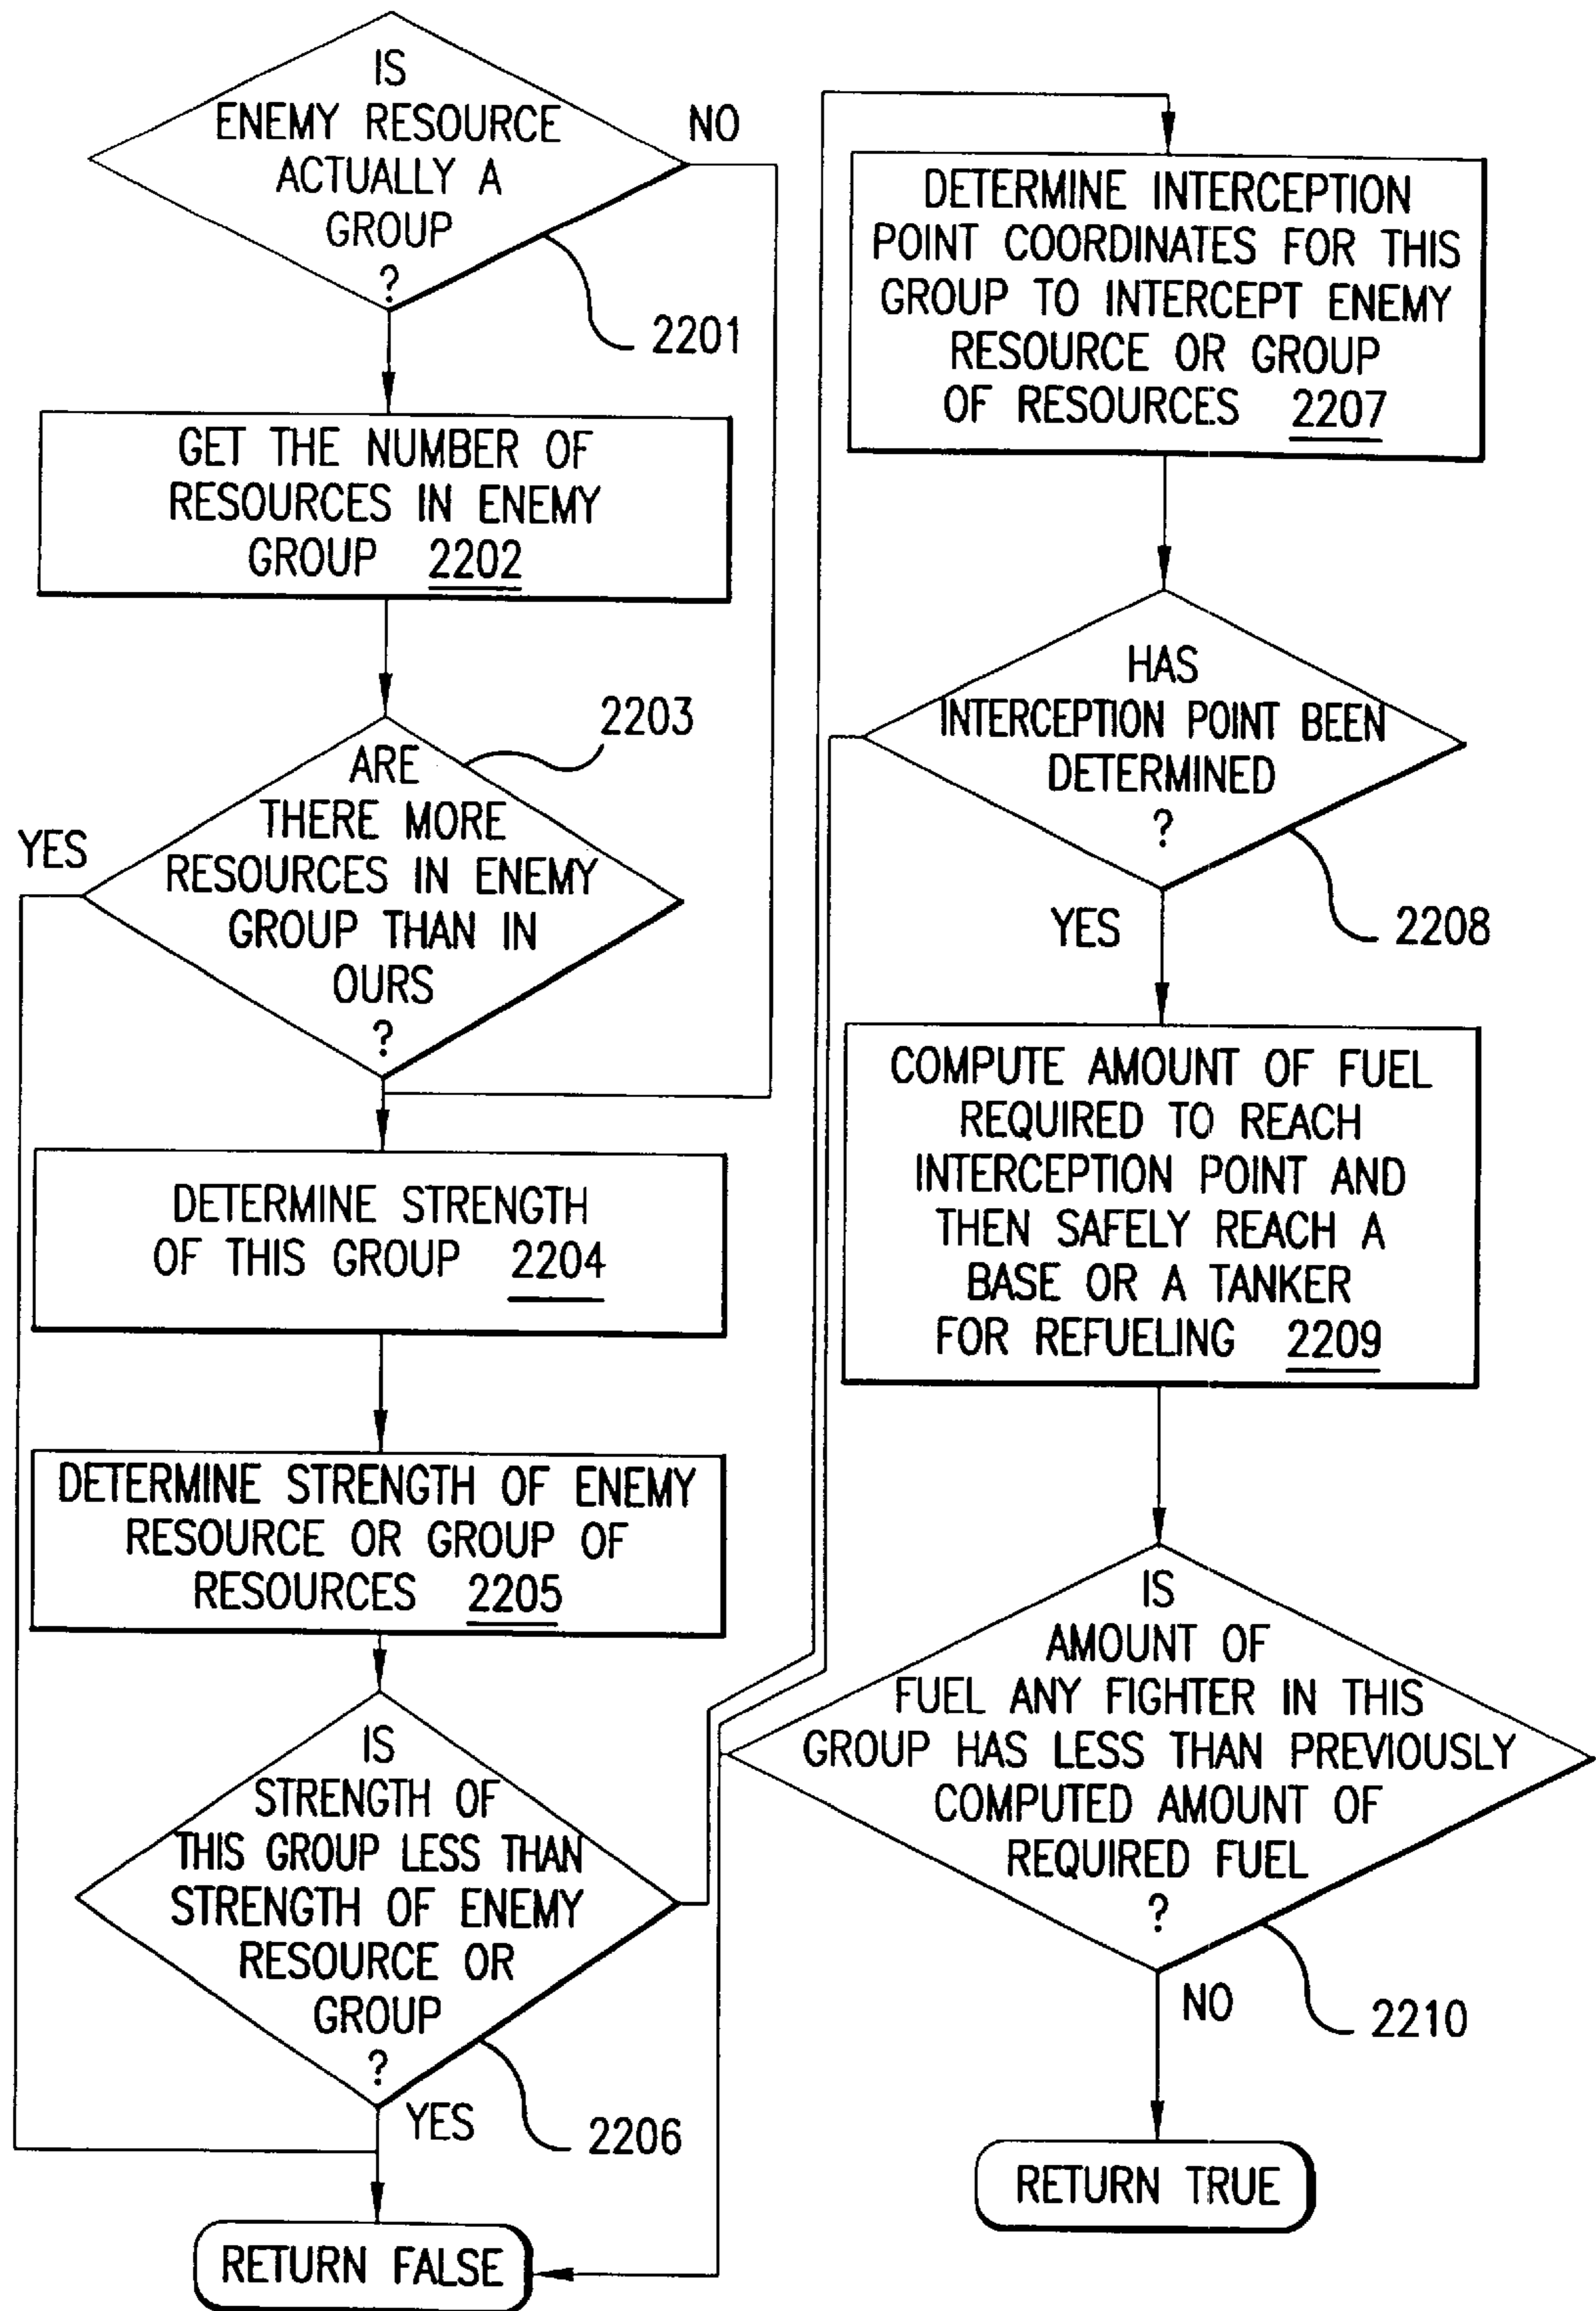 IS
ENEMY RESOURCE
ACTUALLY A
GROUP
?
NO
2201
GET THE NUMBER OF
RESOURCES IN ENEMY
GROUP 2202
2203
ARE
THERE MORE
RESOURCES IN ENEMY
GROUP THAN IN
OURS
?
YES
DETERMINE STRENGTH
OF THIS GROUP 2204
DETERMINE STRENGTH OF ENEMY
RESOURCE OR GROUP OF
RESOURCES 2205
IS
STRENGTH OF
THIS GROUP LESS THAN
STRENGTH OF ENEMY
RESOURCE OR
GROUP
?
YES
2206
RETURN FALSE
DETERMINE INTERCEPTION
POINT COORDINATES FOR THIS
GROUP TO INTERCEPT ENEMY
RESOURCE OR GROUP
OF RESOURCES 2207
HAS
INTERCEPTION POINT BEEN
DETERMINED
?
YES
2208
COMPUTE AMOUNT OF FUEL
REQUIRED TO REACH
INTERCEPTION POINT AND
THEN SAFELY REACH A
BASE OR A TANKER
FOR REFUELING 2209
IS
AMOUNT OF
FUEL ANY FIGHTER IN THIS
GROUP HAS LESS THAN PREVIOUSLY
COMPUTED AMOUNT OF
REQUIRED FUEL
?
NO
2210
RETURN TRUE